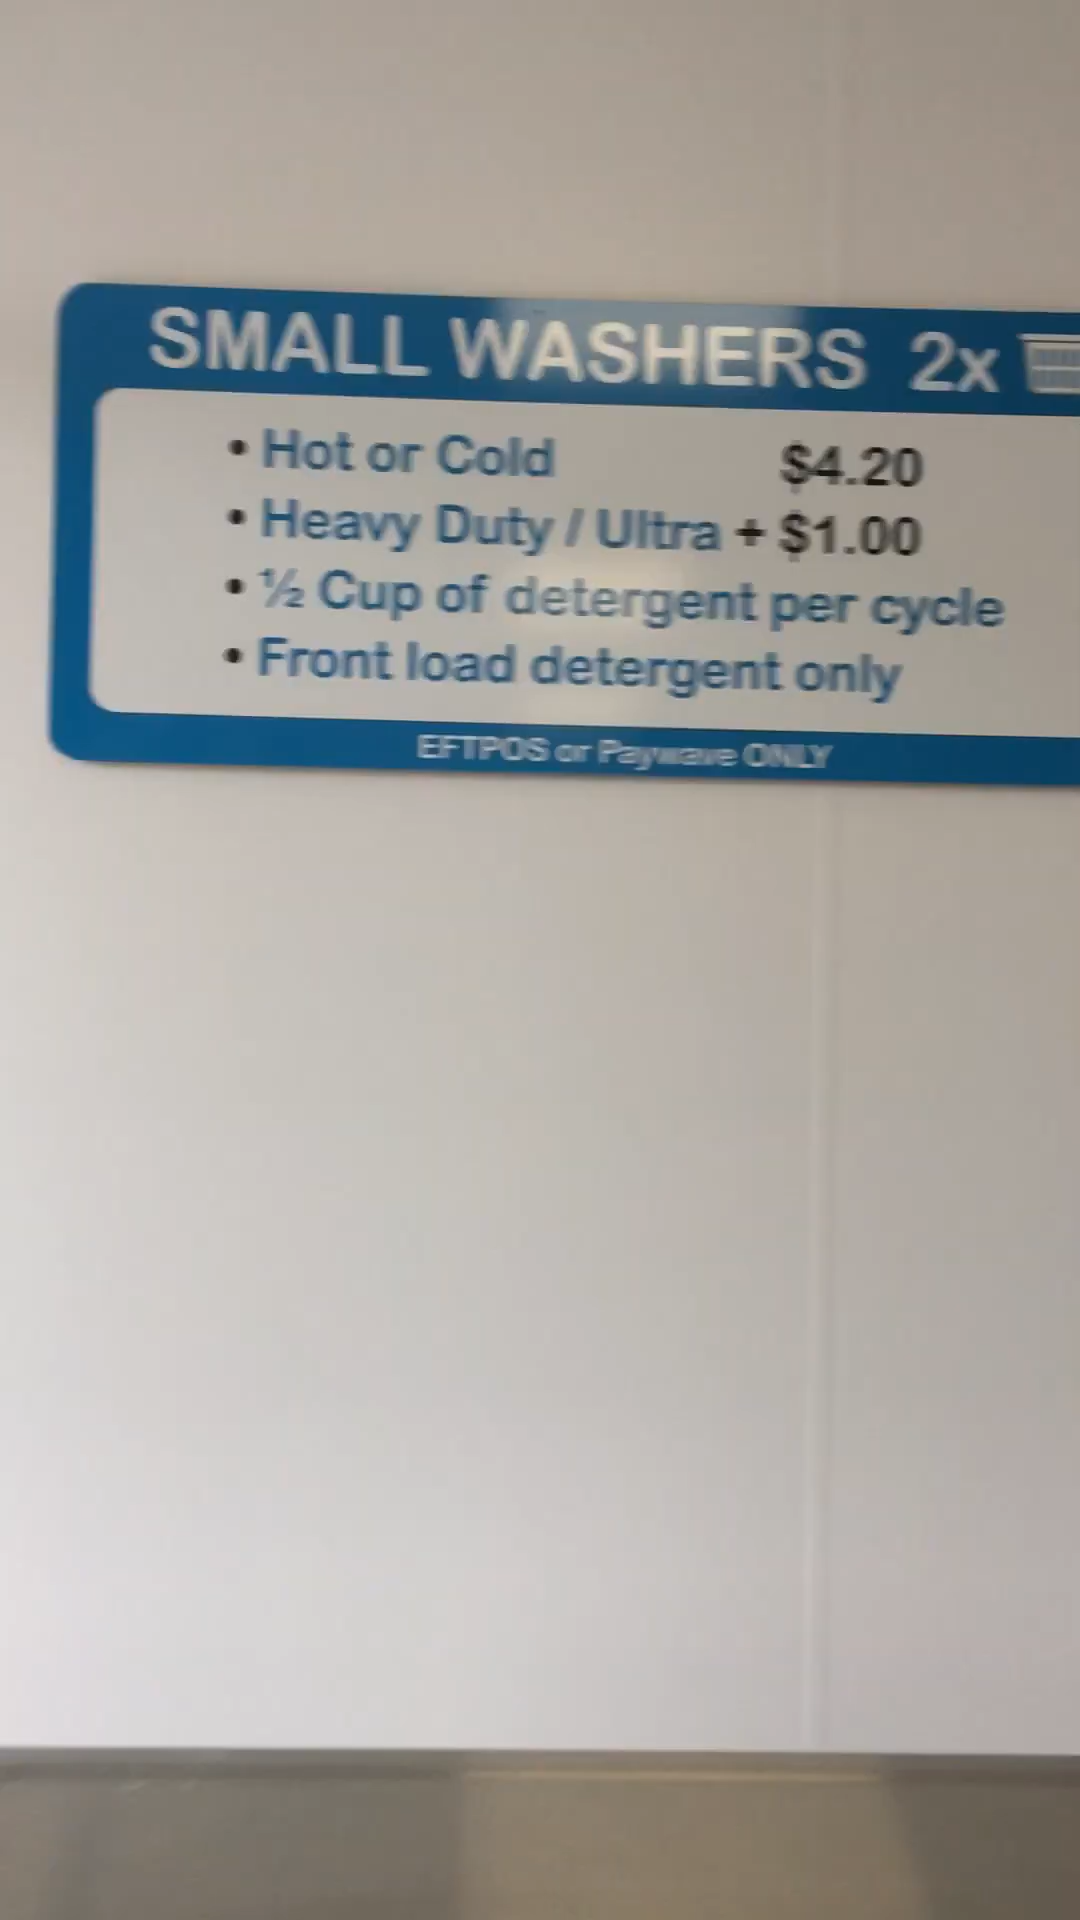 SMALL WASHERS 2x
• Hot or Cold $4.20
• Heavy Duty / Ultra + $1.00
• ½ Cup of detergent per cycle
• Front load detergent only
EFTPOS or Paywave ONLY